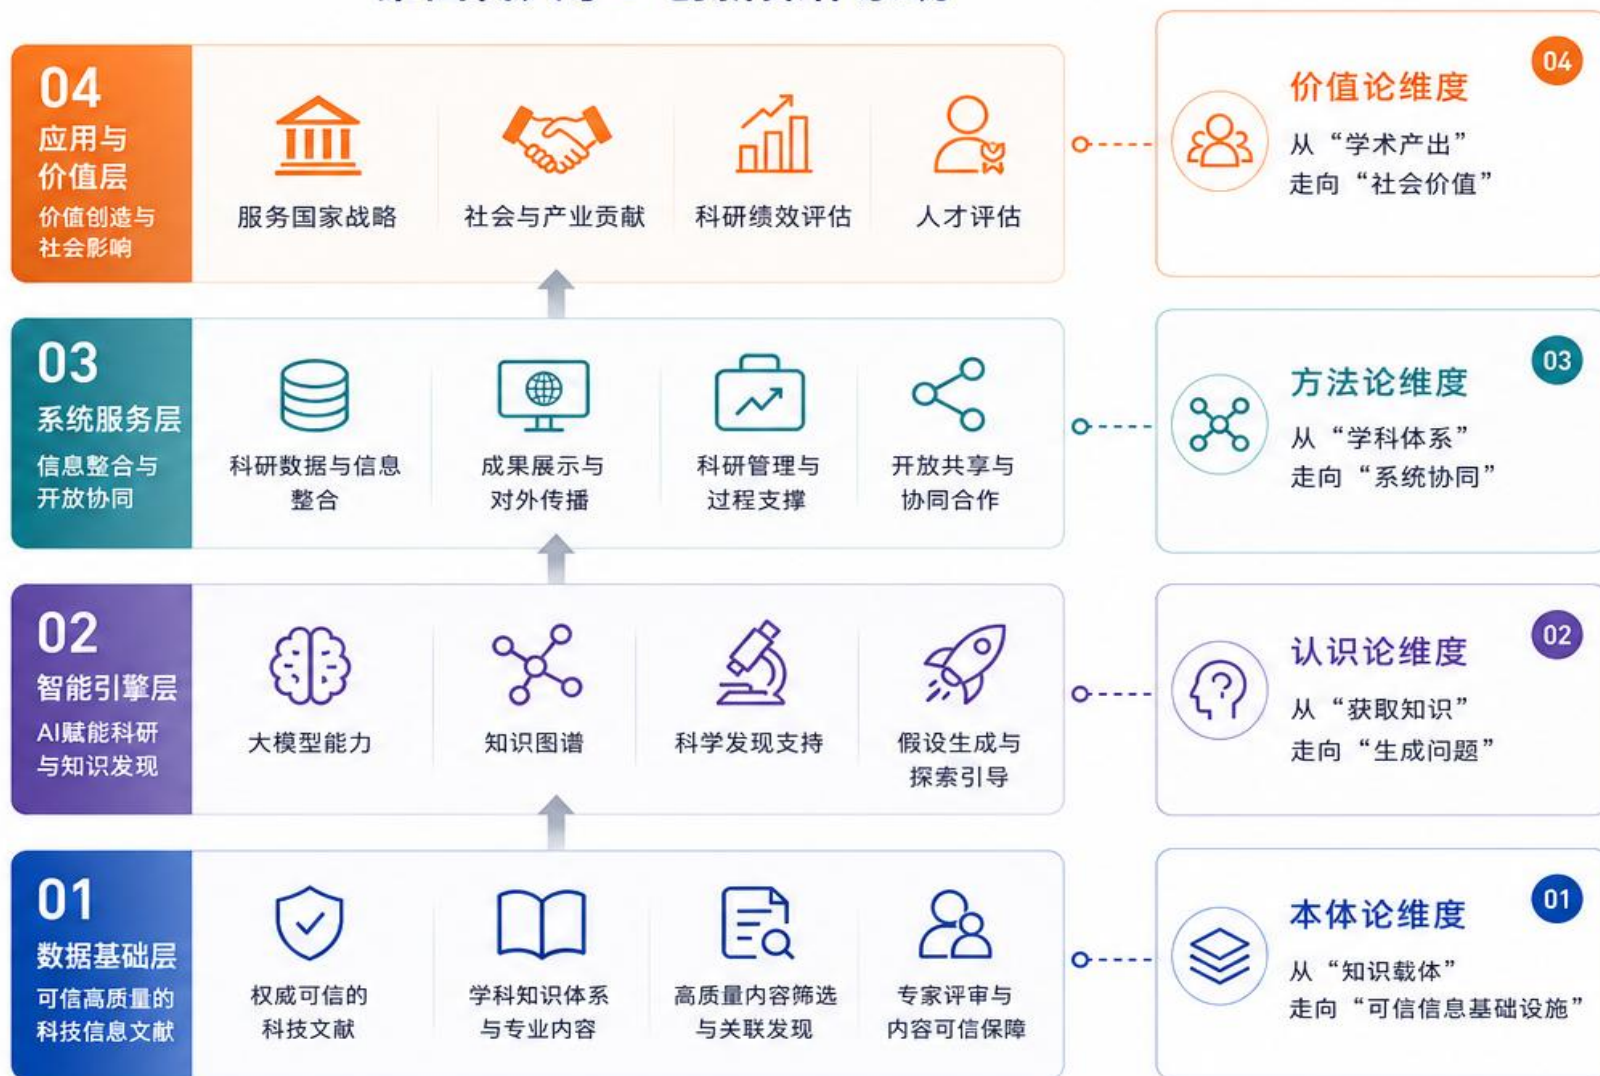 04
应用与
价值层
价值创造与
社会影响
服务国家战略
社会与产业贡献
科研绩效评估
人才评估
04
价值论维度
从“学术产出”
走向“社会价值”
03
系统服务层
信息整合与
开放协同
科研数据与信息
整合
成果展示与
对外传播
科研管理与
过程支撑
开放共享与
协同合作
03
方法论维度
从“学科体系”
走向“系统协同”
02
智能引擎层
AI赋能科研
与知识发现
大模型能力
知识图谱
科学发现支持
假设生成与
探索引导
02
认识论维度
从“获取知识”
走向“生成问题”
01
数据基础层
可信高质量的
科技信息文献
权威可信的
科技文献
学科知识体系
与专业内容
高质量内容筛选
与关联发现
专家评审与
内容可信保障
01
本体论维度
从“知识载体”
走向“可信信息基础设施”